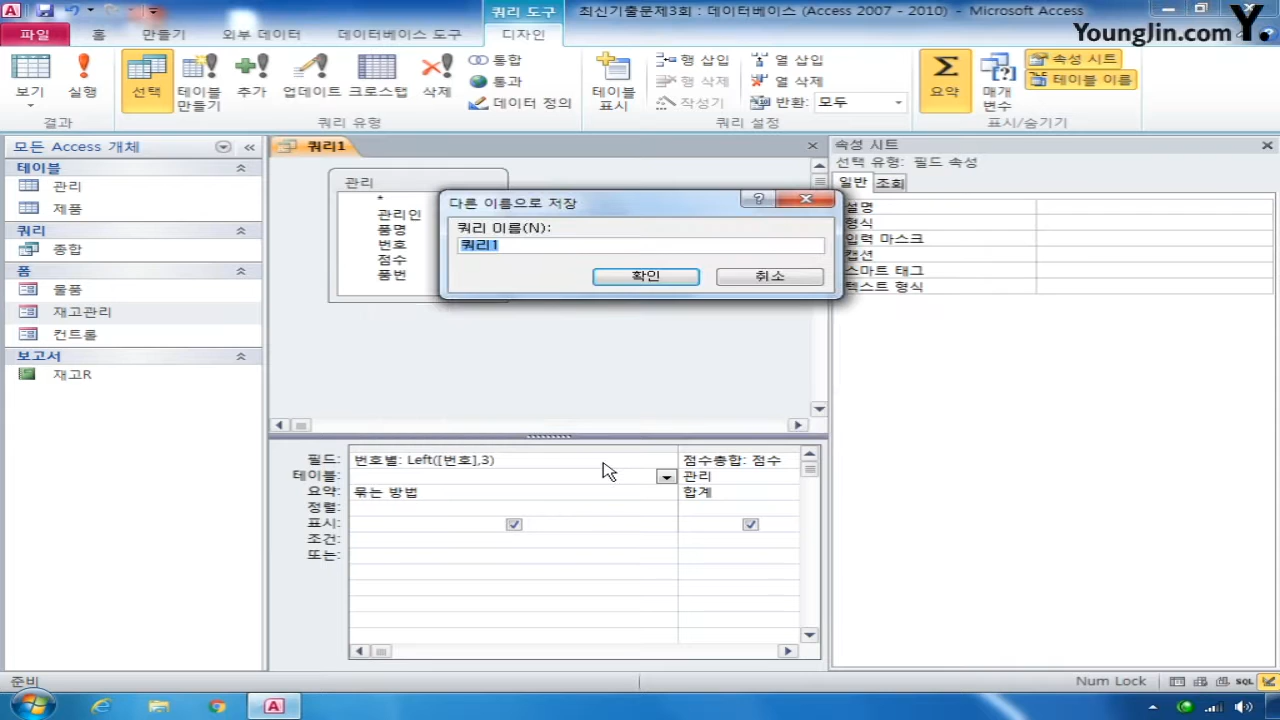 쿼리 도구
최신기출문제3회 : 데이터베이스 (Access 2007 - 2010) - Microsoft Access
YoungJin.com Y.
파일 홈 만들기 외부 데이터 데이터베이스 도구 디자인
보기 실행 선택 테이블 만들기 추가 업데이트 크로스탭 삭제
통합
통과
데이터 정의
테이블 표시
행 삽입
행 삭제
작성기
열 삽입
열 삭제
반환: 모두
요약
매개 변수
속성 시트
테이블 이름
결과 쿼리 유형 쿼리 설정 표시/숨기기
모든 Access 개체
테이블
관리
제품
쿼리
종합
폼
물품
재고관리
컨트롤
보고서
재고R
쿼리1
관리
*
관리인
품명
번호
점수
품번
다른 이름으로 저장
쿼리 이름(N):
쿼리1
확인 취소
속성 시트
선택 유형: 필드 속성
일반 조회
설명
형식
입력 마스크
캡션
스마트 태그
텍스트 형식
필드: 번호별: Left([번호],3) 점수총합: 점수
테이블: 관리
요약: 묶는 방법 합계
정렬:
표시:
조건:
또는:
준비
Num Lock
SQL